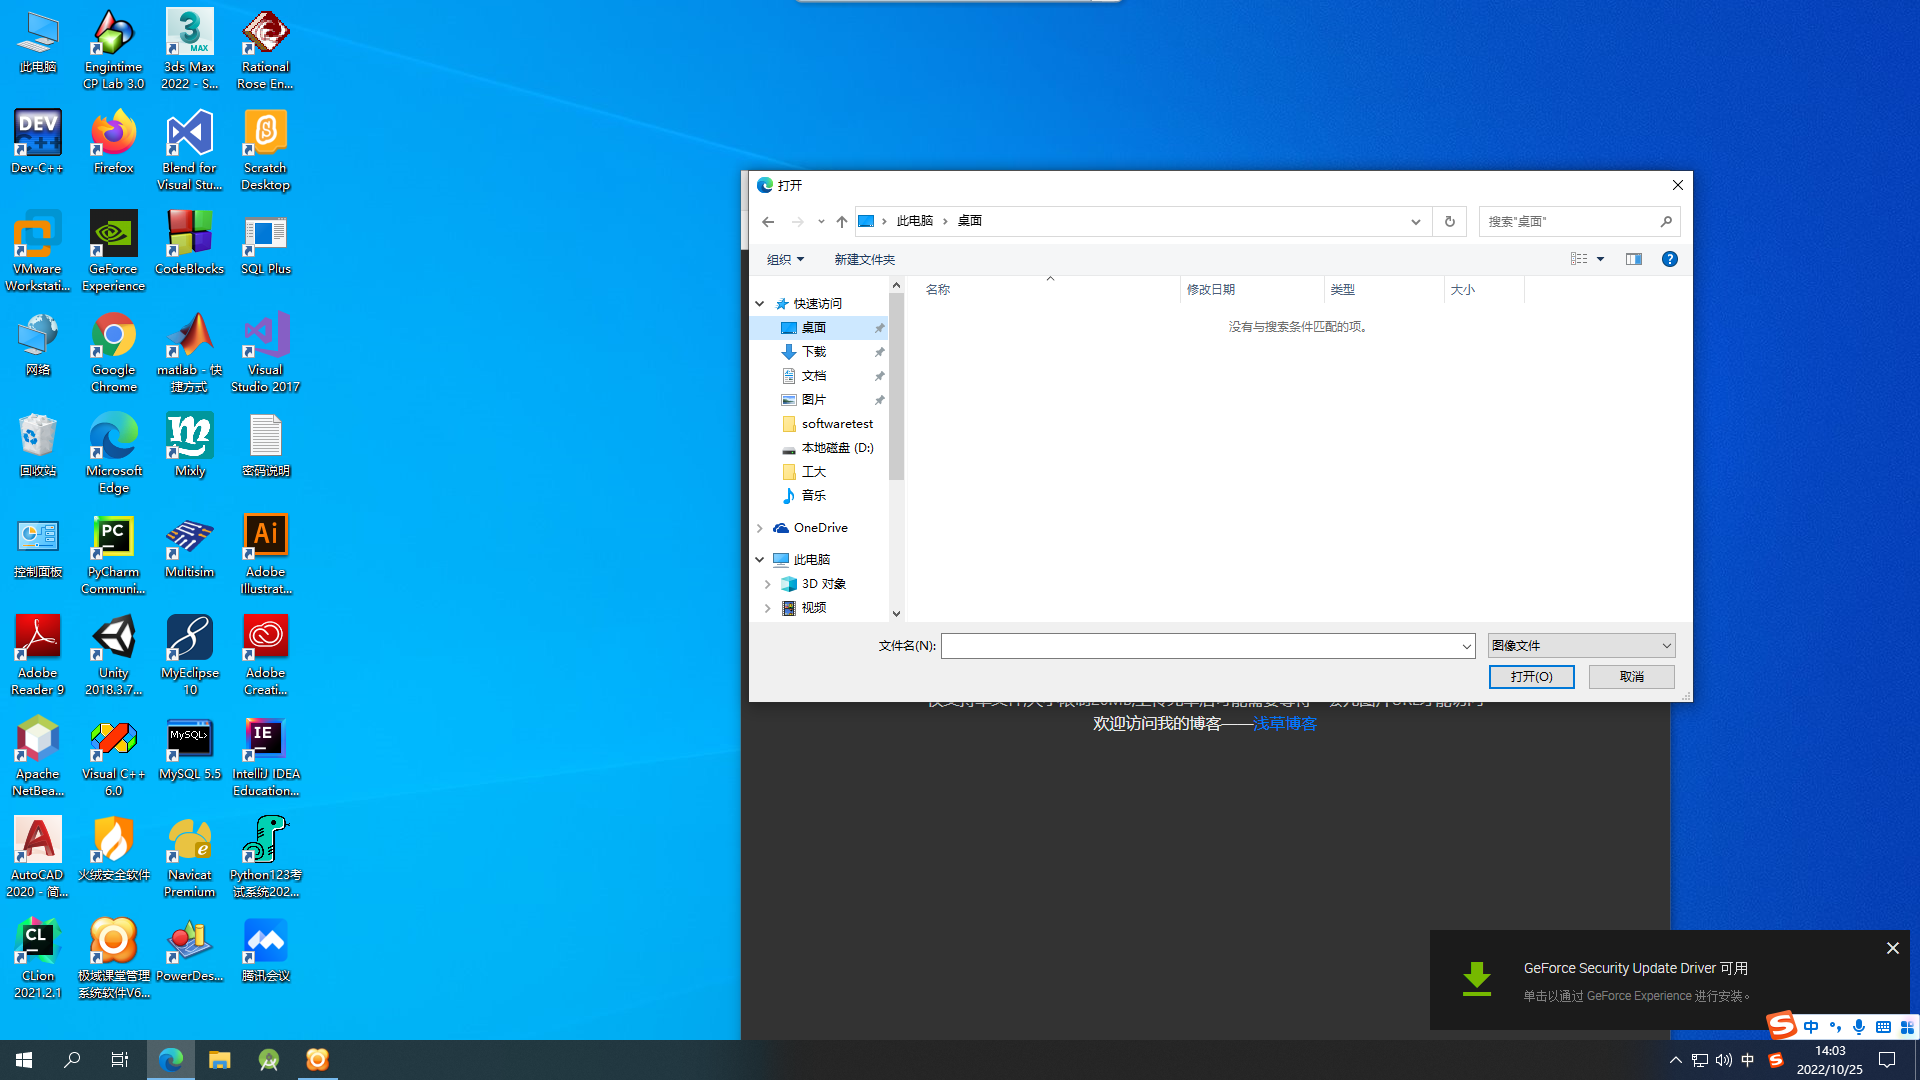 此电脑
Engintime
CP Lab 3.0
3ds Max
2022 - S...
Rational
Rose En...
Dev-C++
Firefox
Blend for
Visual Stu...
Scratch
Desktop
VMware
Workstati...
GeForce
Experience
CodeBlocks
SQL Plus
网络
Google
Chrome
matlab - 快
捷方式
Visual
Studio 2017
回收站
Microsoft
Edge
Mixly
密码说明
控制面板
PyCharm
Communi...
Multisim
Adobe
Illustrat...
Adobe
Reader 9
Unity
2018.3.7...
MyEclipse
10
Adobe
Creati...
Apache
NetBea...
Visual C++
6.0
MySQL 5.5
IntelliJ IDEA
Education...
AutoCAD
2020 - 简...
火绒安全软件
Navicat
Premium
Python123考
试系统202...
CLion
2021.2.1
极域课堂管理
系统软件V6...
PowerDes...
腾讯会议
打开
此电脑 › 桌面
搜索"桌面"
组织
新建文件夹
名称
修改日期
类型
大小
没有与搜索条件匹配的项。
快速访问
桌面
下载
文档
图片
softwaretest
本地磁盘 (D:)
工大
音乐
OneDrive
此电脑
3D 对象
视频
文件名(N):
图像文件
打开(O)
取消
欢迎访问我的博客——浅草博客
GeForce Security Update Driver 可用
单击以通过 GeForce Experience 进行安装。
中
中
14:03
2022/10/25